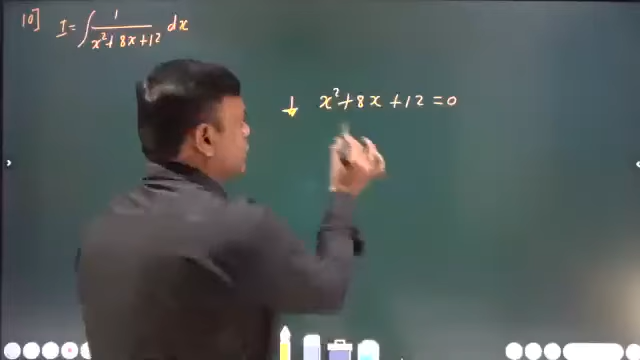 10] I = ∫ 1/(x²+8x+12) dx
↓ x²+8x+12=0